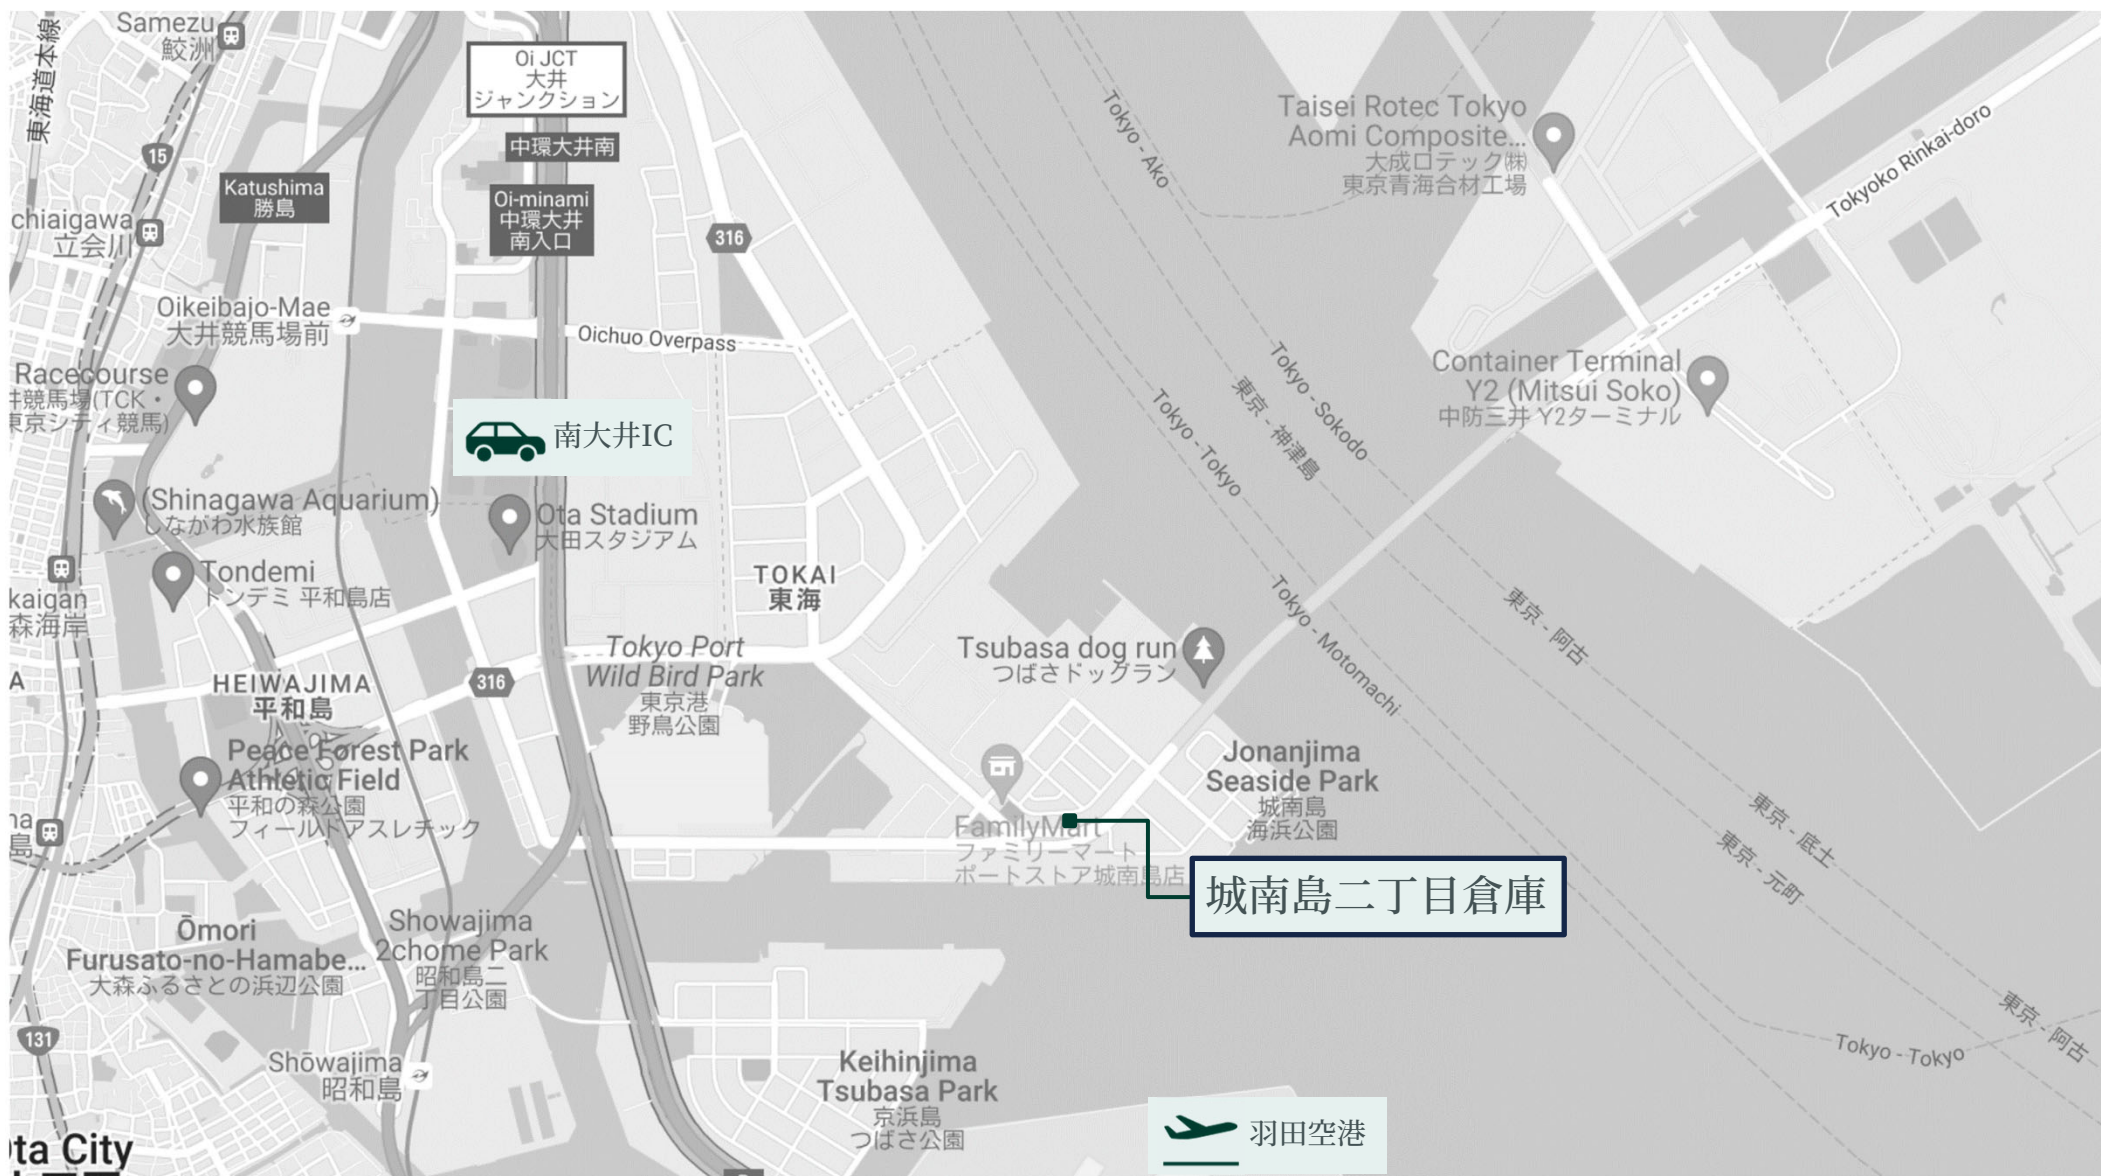 Samezu
鮫洲
東海道本線
15
Oi JCT
大井
ジャンクション
中環大井南
Katushima
勝島
Oi-minami
中環大井
南入口
316
chiaigawa
立会川
Tokyo - Ako
Taisei Rotec Tokyo
Aomi Composite...
大成ロテック㈱
東京青海合材工場
Tokyoko Rinkai-doro
Oikeibajo-Mae
大井競馬場前
Oichuo Overpass
Racecourse
井競馬場(TCK・
東京シティ競馬)
南大井IC
Container Terminal
Y2 (Mitsui Soko)
中防三井 Y2ターミナル
Tokyo - Sokodo
東京 - 神津島
Tokyo - Tokyo
(Shinagawa Aquarium)
しながわ水族館
Ota Stadium
大田スタジアム
Tondemi
トンデミ 平和島店
kaigan
森海岸
TOKAI
東海
Tokyo - Motomachi
東京 - 阿古
Tokyo Port
Wild Bird Park
東京港
野鳥公園
Tsubasa dog run
つばさドッグラン
A
HEIWAJIMA
平和島
316
Peace Forest Park
Athletic Field
平和の森公園
フィールドアスレチック
Jonanjima
Seaside Park
城南島
海浜公園
na
島
FamilyMart
ファミリーマート
ポートストア城南島店
城南島二丁目倉庫
東京 - 底土
東京 - 元町
Ōmori
Furusato-no-Hamabe...
大森ふるさとの浜辺公園
Showajima
2chome Park
昭和島二
丁目公園
131
Shōwajima
昭和島
Keihinjima
Tsubasa Park
京浜島
つばさ公園
東京 - 阿古
Tokyo - Tokyo
羽田空港
ta City